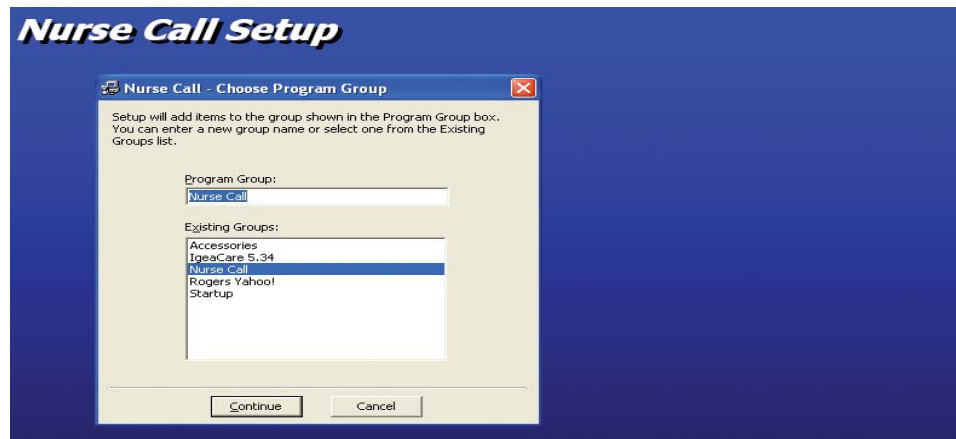 Nurse Call Setup
Nurse Call - Choose Program Group
Setup will add items to the group shown in the Program Group box.
You can enter a new group name or select one from the Existing
Groups list.
Program Group:
Nurse Call
Existing Groups:
Accessories
IgeaCare 5.34
Nurse Call
Rogers Yahoo!
Startup
Continue
Cancel